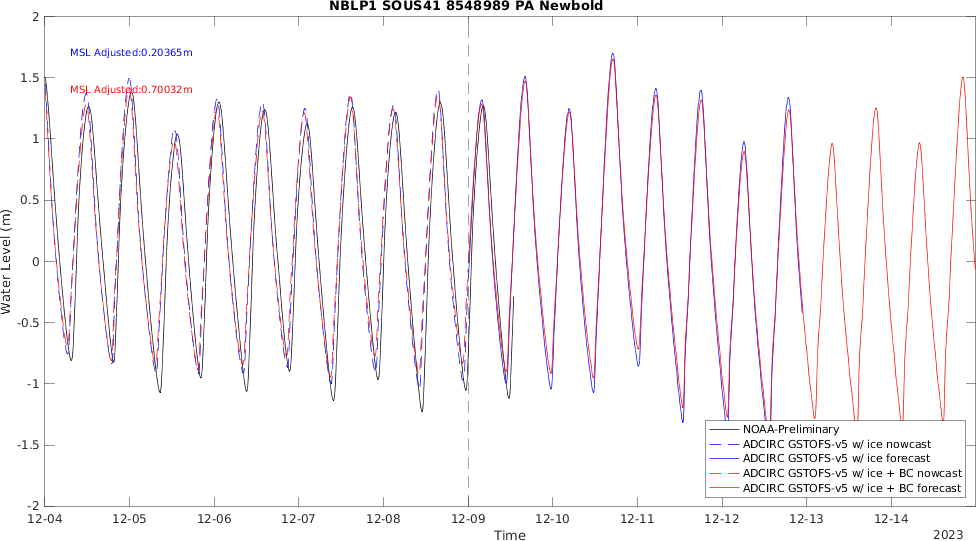 NBLP1 SOUS41 8548989 PA Newbold
MSL Adjusted:0.20365m
MSL Adjusted:0.70032m
Water Level (m)
2
1.5
1
0.5
0
-0.5
-1
-1.5
-2
NOAA-Preliminary
ADCIRC GSTOFS-v5 w/ ice nowcast
ADCIRC GSTOFS-v5 w/ ice forecast
ADCIRC GSTOFS-v5 w/ ice + BC nowcast
ADCIRC GSTOFS-v5 w/ ice + BC forecast
12-04 12-05 12-06 12-07 12-08 12-09 12-10 12-11 12-12 12-13 12-14
Time
2023